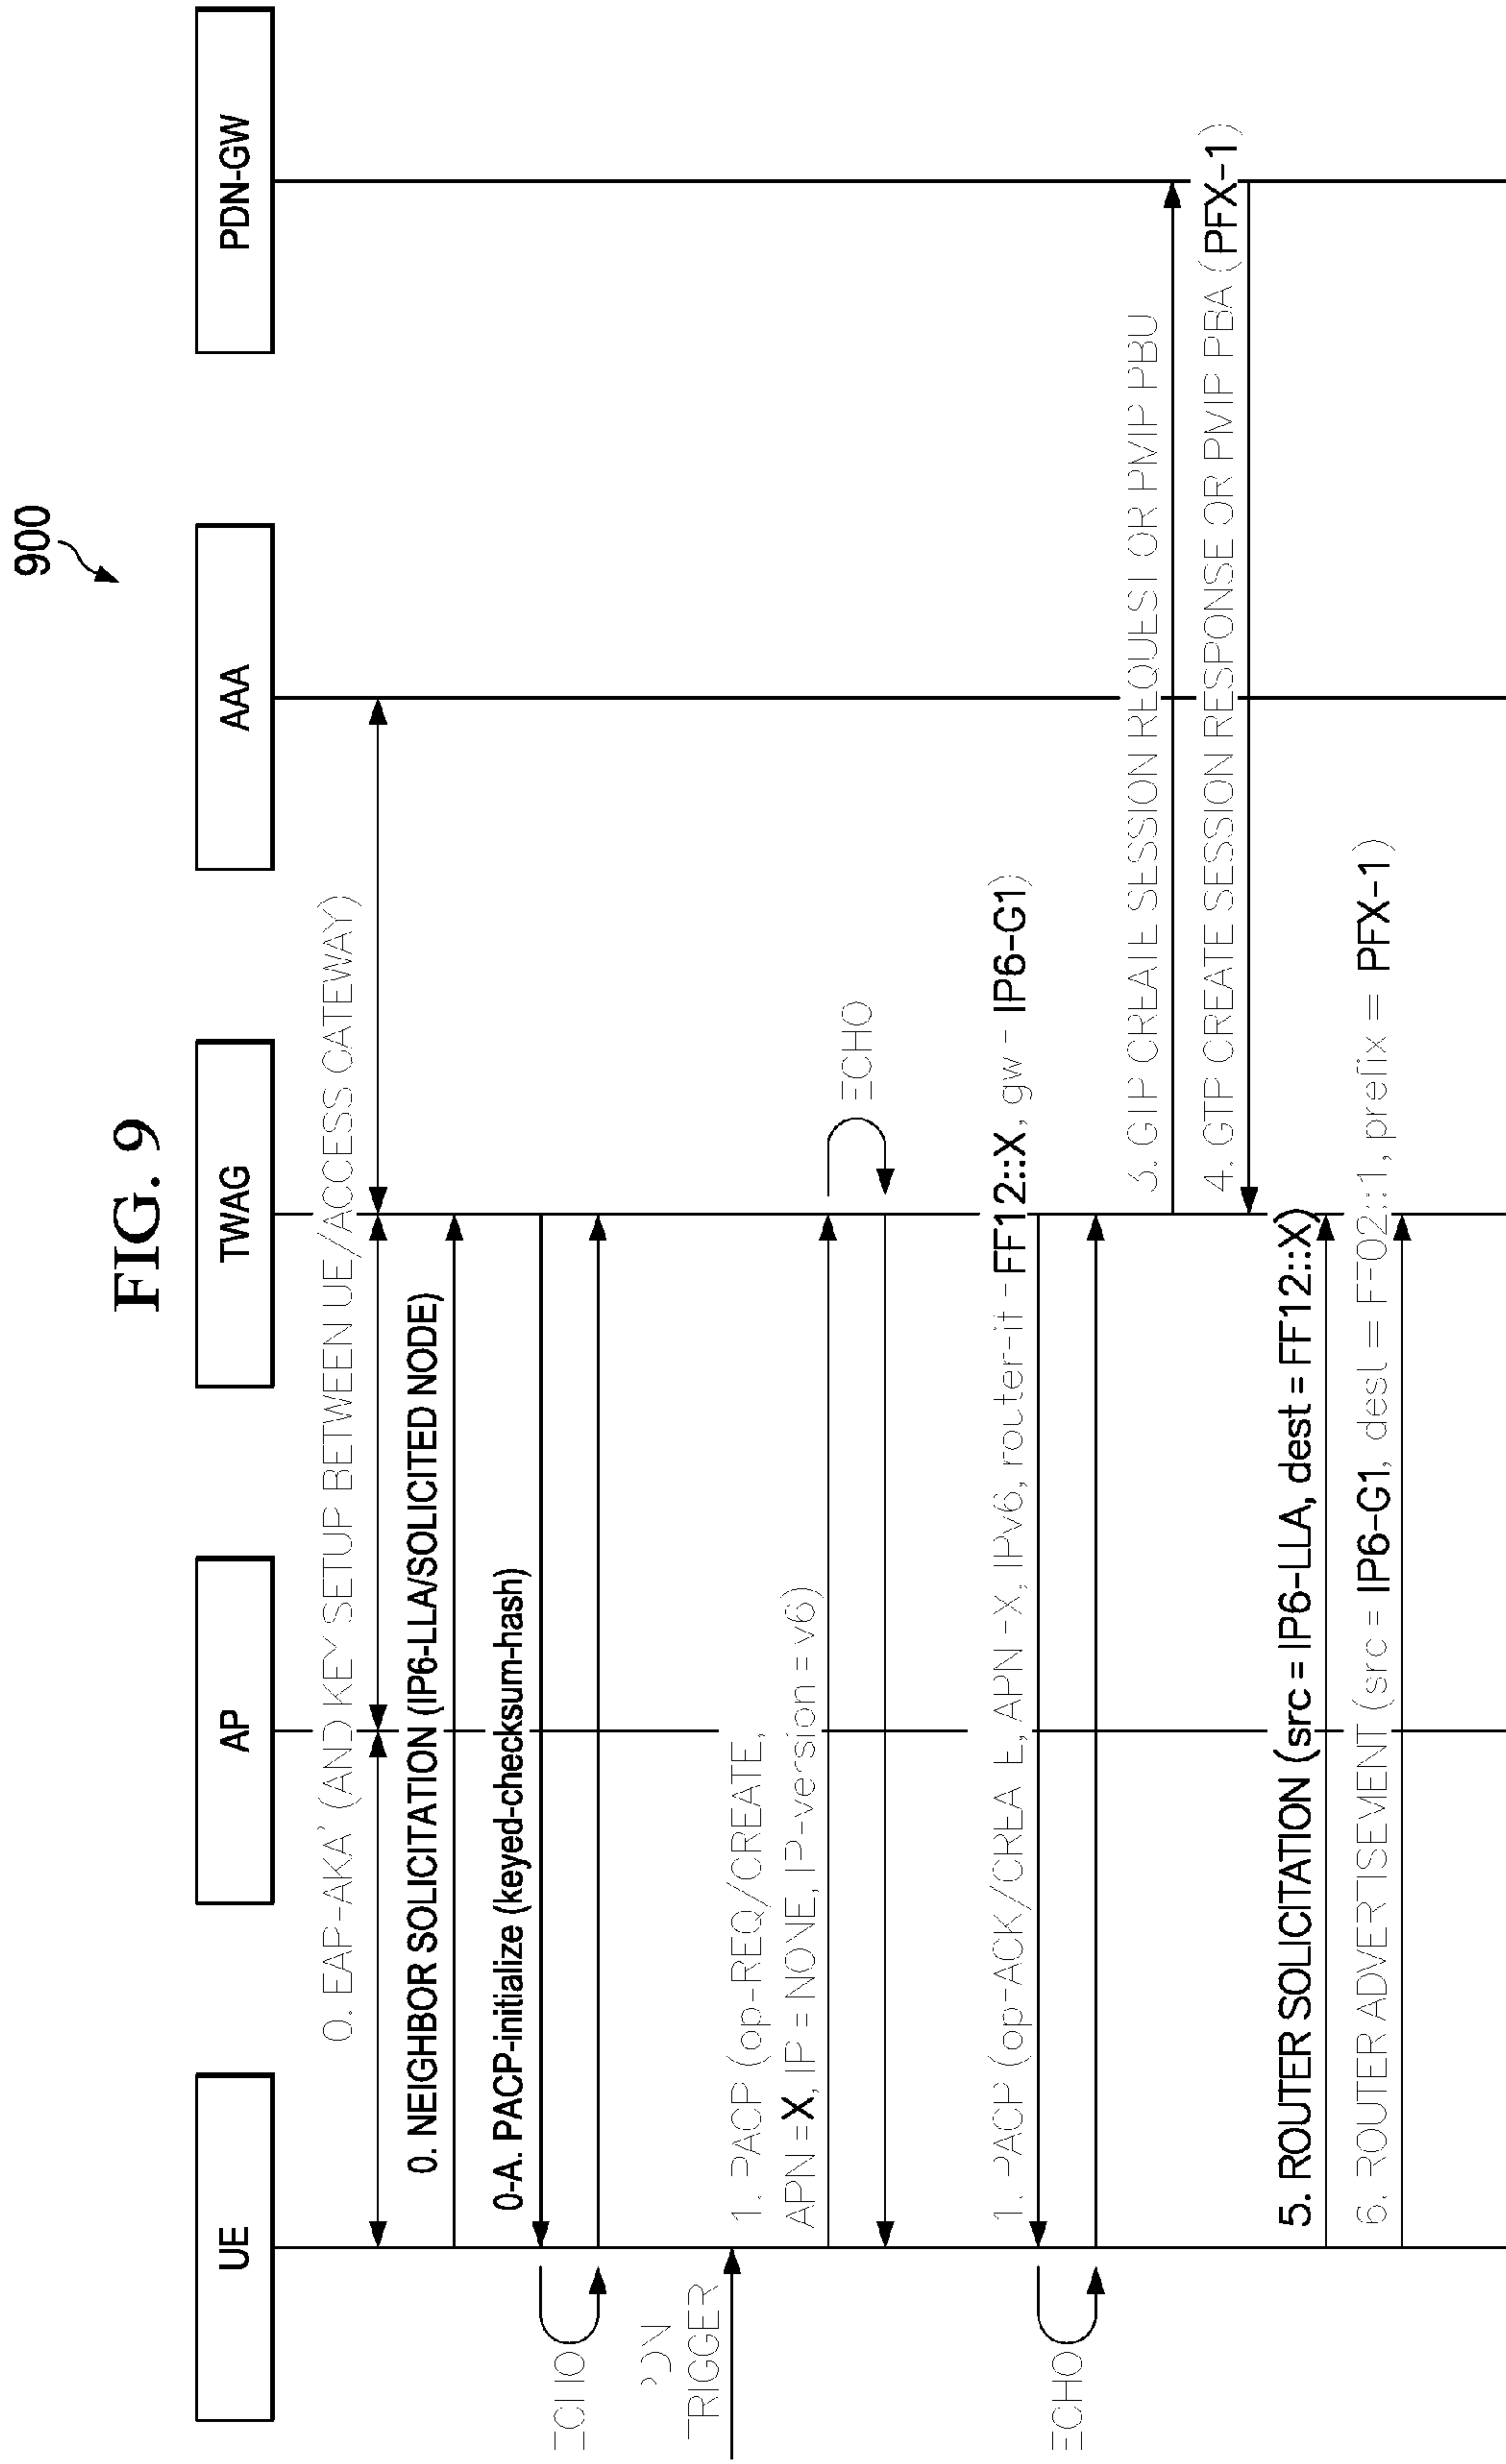 FIG. 9
900
UE
AP
TWAG
AAA
PDN-GW
0. EAP-AKA' (AND KEY SETUP BETWEEN UE/ACCESS GATEWAY)
0. NEIGHBOR SOLICITATION (IP6-LLA/SOLICITED NODE)
0-A. PACP-initialize (keyed-checksum-hash)
ECHO
PDN
TRIGGER
1. PACP (op-REQ/CREATE,
APN =X, IP = NONE, IP-version = v6)
ECHO
1. PACP (op-ACK/CREATE, APN-X, IPv6, router-if -FF12::X, gw - IP6-G1)
ECHO
3. GTP CREATE SESSION REQUEST OR PMIP PBU
4. GTP CREATE SESSION RESPONSE OR PMIP PBA (PFX-1)
5. ROUTER SOLICITATION (src = IP6-LLA, dest = FF12::X)
6. ROUTER ADVERTISEMENT (src = IP6-G1, dest = FF02::1, prefix = PFX-1)